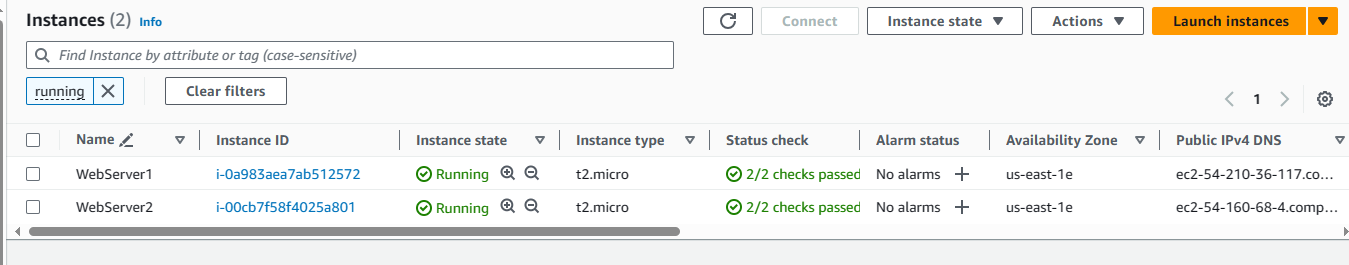 Instances (2) Info
Connect Instance state Actions Launch instances
Find Instance by attribute or tag (case-sensitive)
running Clear filters
1
Name Instance ID Instance state Instance type Status check Alarm status Availability Zone Public IPv4 DNS
WebServer1 i-0a983aea7ab512572 Running t2.micro 2/2 checks passed No alarms us-east-1e ec2-54-210-36-117.co...
WebServer2 i-00cb7f58f4025a801 Running t2.micro 2/2 checks passed No alarms us-east-1e ec2-54-160-68-4.comp...